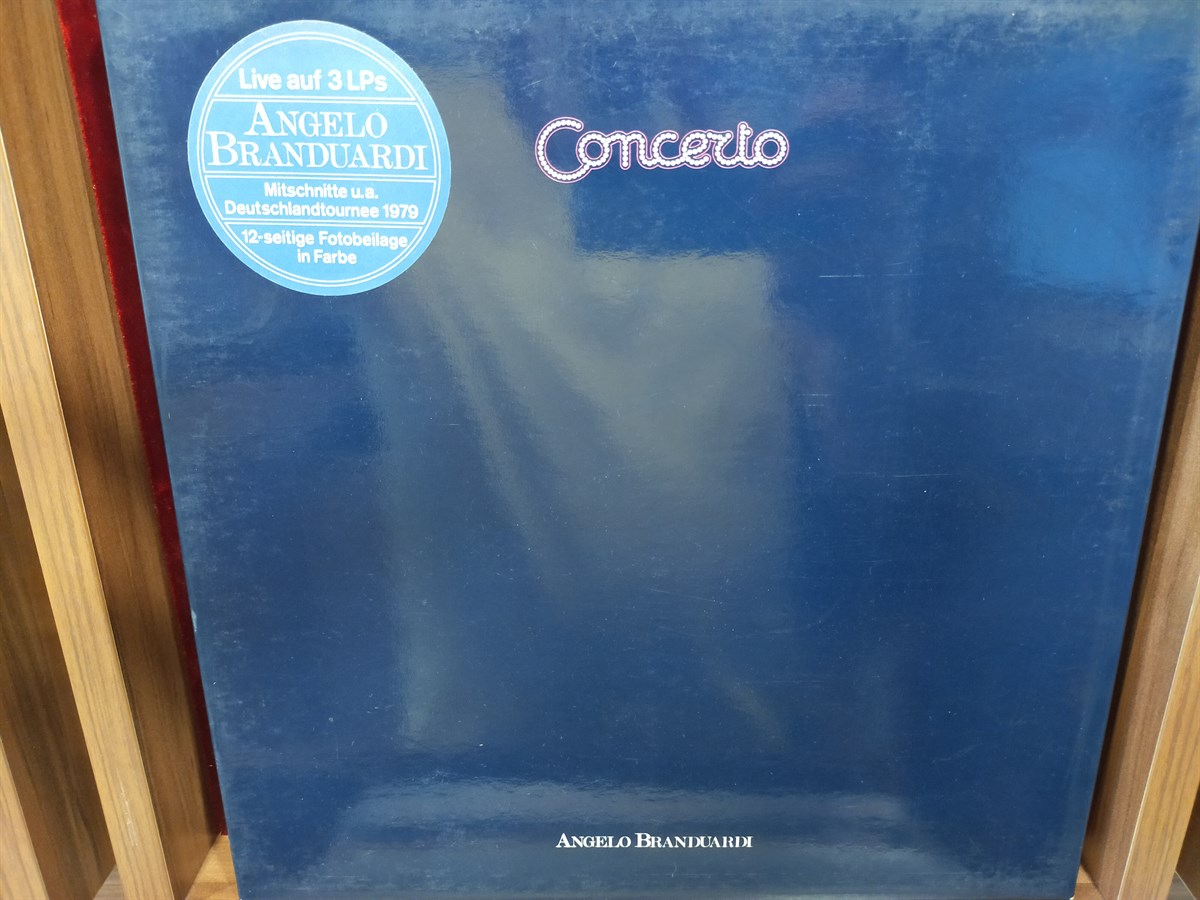 Live auf 3 LPs
ANGELO
BRANDUARDI
Mitschnitte u.a.
Deutschlandtournee 1979
12-seitige Fotobeilage
in Farbe
Concerto
ANGELO BRANDUARDI